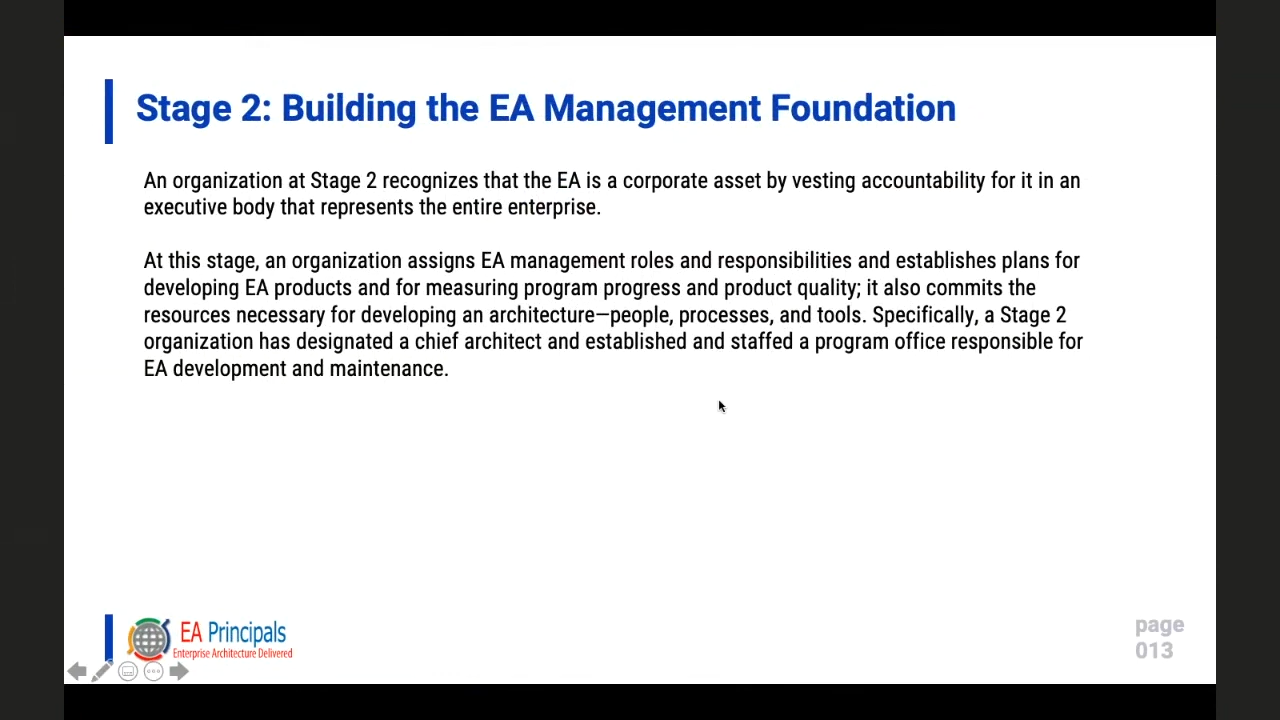 Stage 2: Building the EA Management Foundation
An organization at Stage 2 recognizes that the EA is a corporate asset by vesting accountability for it in an
executive body that represents the entire enterprise.
At this stage, an organization assigns EA management roles and responsibilities and establishes plans for
developing EA products and for measuring program progress and product quality; it also commits the
resources necessary for developing an architecture—people, processes, and tools. Specifically, a Stage 2
organization has designated a chief architect and established and staffed a program office responsible for
EA development and maintenance.
EA Principals
Enterprise Architecture Delivered
page
013